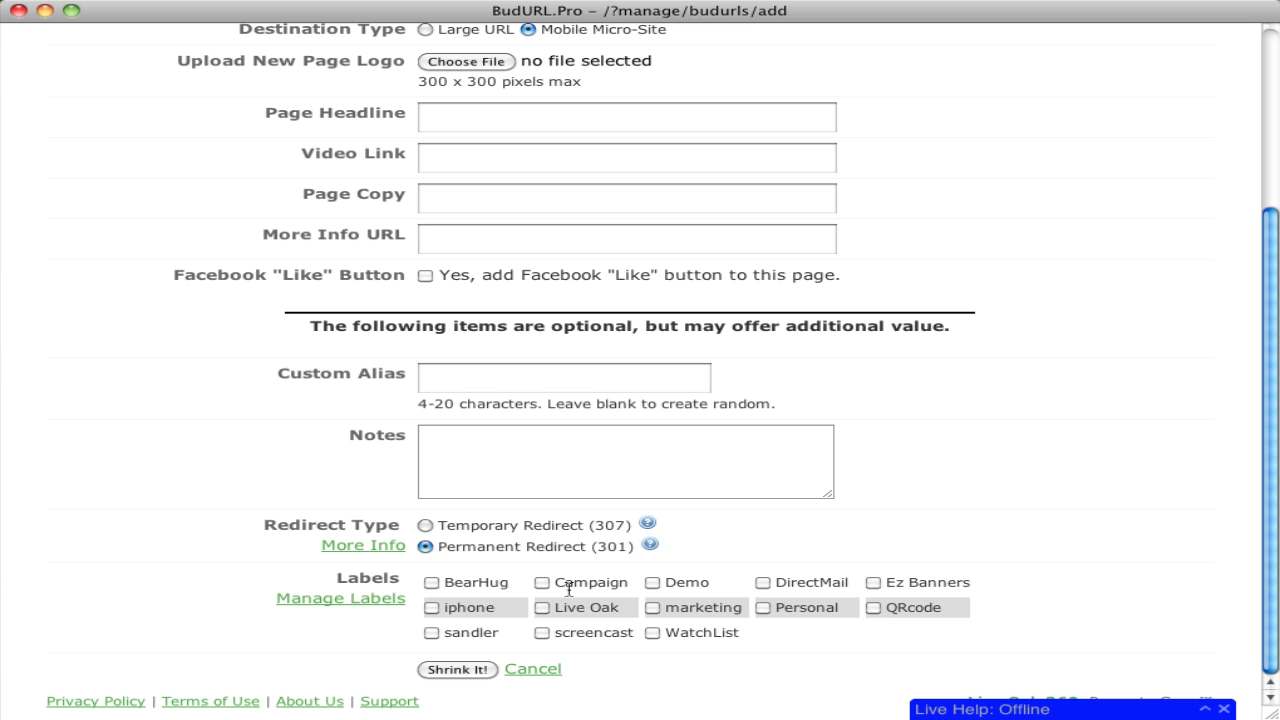 BudURL.Pro – /?manage/budurls/add
Destination Type Large URL Mobile Micro-Site
Upload New Page Logo Choose File no file selected
300 x 300 pixels max
Page Headline
Video Link
Page Copy
More Info URL
Facebook "Like" Button Yes, add Facebook "Like" button to this page.
The following items are optional, but may offer additional value.
Custom Alias
4-20 characters. Leave blank to create random.
Notes
Redirect Type Temporary Redirect (307)
More Info Permanent Redirect (301)
Labels BearHug Campaign Demo DirectMail Ez Banners
Manage Labels iphone Live Oak marketing Personal QRcode
sandler screencast WatchList
Shrink It! Cancel
Privacy Policy | Terms of Use | About Us | Support
Live Help: Offline